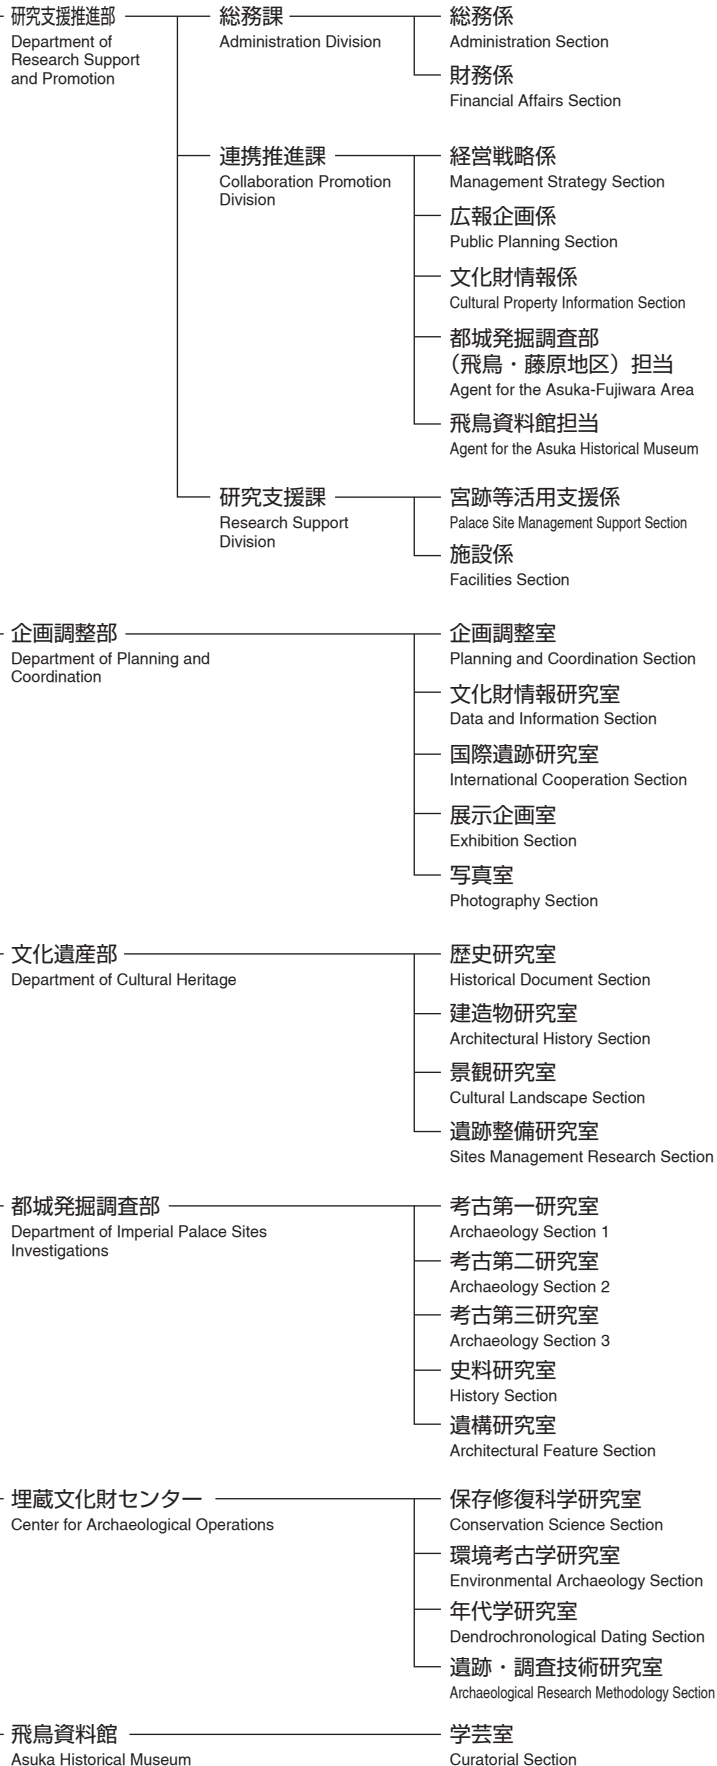 研究支援推進部
Department of
Research Support
and Promotion
総務課
Administration Division
総務係
Administration Section
財務係
Financial Affairs Section
連携推進課
Collaboration Promotion
Division
経営戦略係
Management Strategy Section
広報企画係
Public Planning Section
文化財情報係
Cultural Property Information Section
都城発掘調査部
（飛鳥・藤原地区）担当
Agent for the Asuka-Fujiwara Area
飛鳥資料館担当
Agent for the Asuka Historical Museum
研究支援課
Research Support
Division
宮跡等活用支援係
Palace Site Management Support Section
施設係
Facilities Section
企画調整部
Department of Planning and
Coordination
企画調整室
Planning and Coordination Section
文化財情報研究室
Data and Information Section
国際遺跡研究室
International Cooperation Section
展示企画室
Exhibition Section
写真室
Photography Section
文化遺産部
Department of Cultural Heritage
歴史研究室
Historical Document Section
建造物研究室
Architectural History Section
景観研究室
Cultural Landscape Section
遺跡整備研究室
Sites Management Research Section
都城発掘調査部
Department of Imperial Palace Sites
Investigations
考古第一研究室
Archaeology Section 1
考古第二研究室
Archaeology Section 2
考古第三研究室
Archaeology Section 3
史料研究室
History Section
遺構研究室
Architectural Feature Section
埋蔵文化財センター
Center for Archaeological Operations
保存修復科学研究室
Conservation Science Section
環境考古学研究室
Environmental Archaeology Section
年代学研究室
Dendrochronological Dating Section
遺跡・調査技術研究室
Archaeological Research Methodology Section
飛鳥資料館
Asuka Historical Museum
学芸室
Curatorial Section